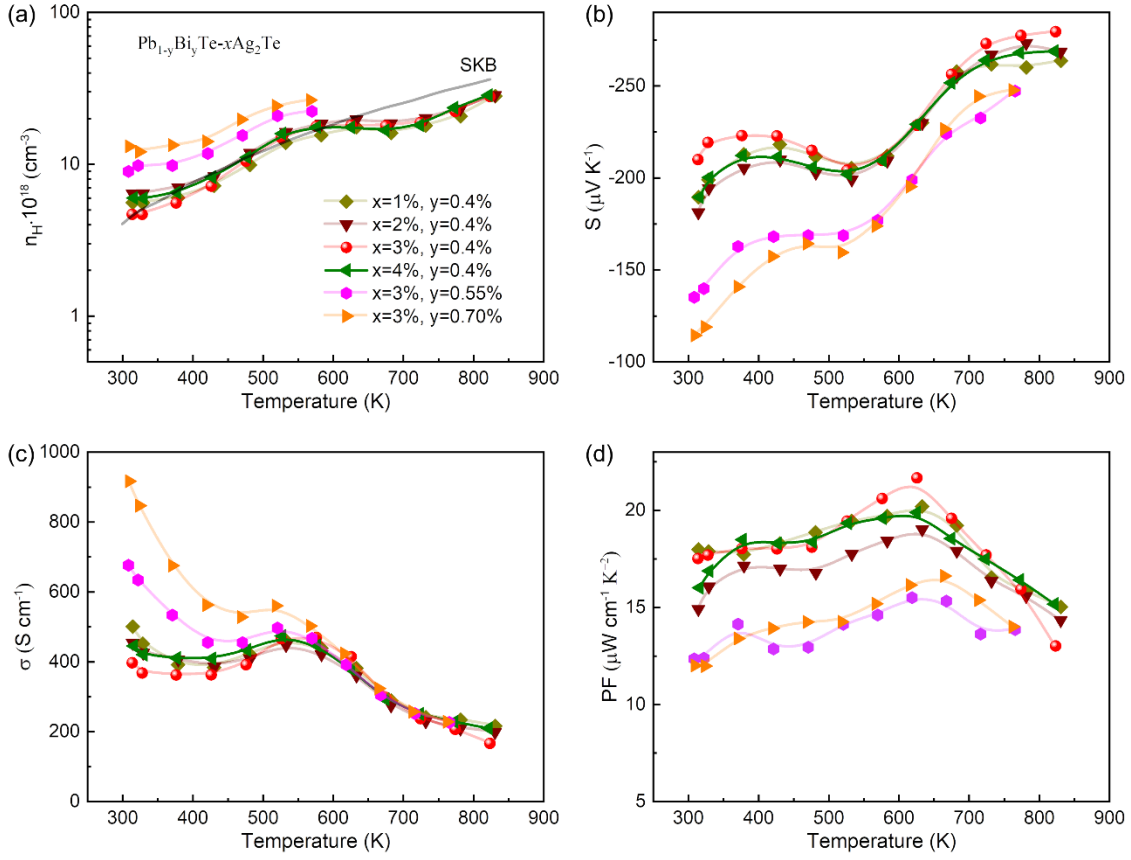 (a)
100
10
1
n_H·10^18 (cm^-3)
Pb_1-yBi_yTe-xAg_2Te
SKB
x=1%, y=0.4%
x=2%, y=0.4%
x=3%, y=0.4%
x=4%, y=0.4%
x=3%, y=0.55%
x=3%, y=0.70%
300 400 500 600 700 800 900
Temperature (K)
(b)
-250
-200
-150
-100
S (μV K^-1)
300 400 500 600 700 800 900
Temperature (K)
(c)
1000
800
600
400
200
0
σ (S cm^-1)
300 400 500 600 700 800 900
Temperature (K)
(d)
20
15
10
5
PF (μW cm^-1 K^-2)
300 400 500 600 700 800 900
Temperature (K)